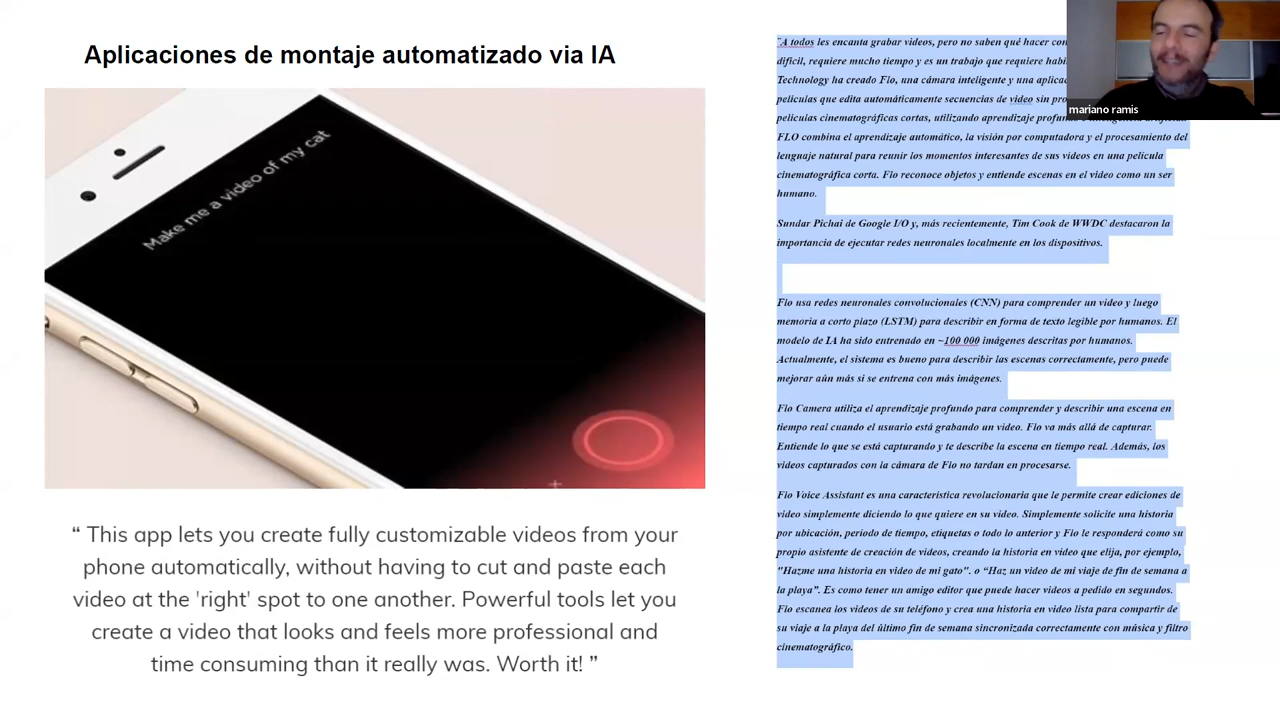 Aplicaciones de montaje automatizado via IA
Make me a video of my cat
“ This app lets you create fully customizable videos from your
phone automatically, without having to cut and paste each
video at the 'right' spot to one another. Powerful tools let you
create a video that looks and feels more professional and
time consuming than it really was. Worth it! ”
¨A todos les encanta grabar videos, pero no saben qué hacer con
difícil, requiere mucho tiempo y es un trabajo que requiere
Technology ha creado Flo, una cámara inteligente y una
películas que edita automáticamente secuencias de video sin
películas cinematográficas cortas, utilizando aprendizaje
FLO combina el aprendizaje automático, la visión por computadora y el procesamiento del
lenguaje natural para reunir los momentos interesantes de sus videos en una película
cinematográfica corta. Flo reconoce objetos y entiende escenas en el video como un ser
humano.
Sundar Pichai de Google I/O y, más recientemente, Tim Cook de WWDC destacaron la
importancia de ejecutar redes neuronales localmente en los dispositivos.
Flo usa redes neuronales convolucionales (CNN) para comprender un video y luego
memoria a corto plazo (LSTM) para describir en forma de texto legible por humanos. El
modelo de IA ha sido entrenado en ~100 000 imágenes descritas por humanos.
Actualmente, el sistema es bueno para describir las escenas correctamente, pero puede
mejorar aún más si se entrena con más imágenes.
Flo Camera utiliza el aprendizaje profundo para comprender y describir una escena en
tiempo real cuando el usuario está grabando un video. Flo va más allá de capturar.
Entiende lo que se está capturando y te describe la escena en tiempo real. Además, los
videos capturados con la cámara de Flo no tardan en procesarse.
Flo Voice Assistant es una característica revolucionaria que le permite crear ediciones de
video simplemente diciendo lo que quiere en su video. Simplemente solicite una historia
por ubicación, período de tiempo, etiquetas o todo lo anterior y Flo le responderá como su
propio asistente de creación de videos, creando la historia en video que elija, por ejemplo,
"Hazme una historia en video de mi gato". o “Haz un video de mi viaje de fin de semana a
la playa”. Es como tener un amigo editor que puede hacer videos a pedido en segundos.
Flo escanea los videos de su teléfono y crea una historia en video lista para compartir de
su viaje a la playa del último fin de semana sincronizada correctamente con música y filtro
cinematográfico.
mariano ramis